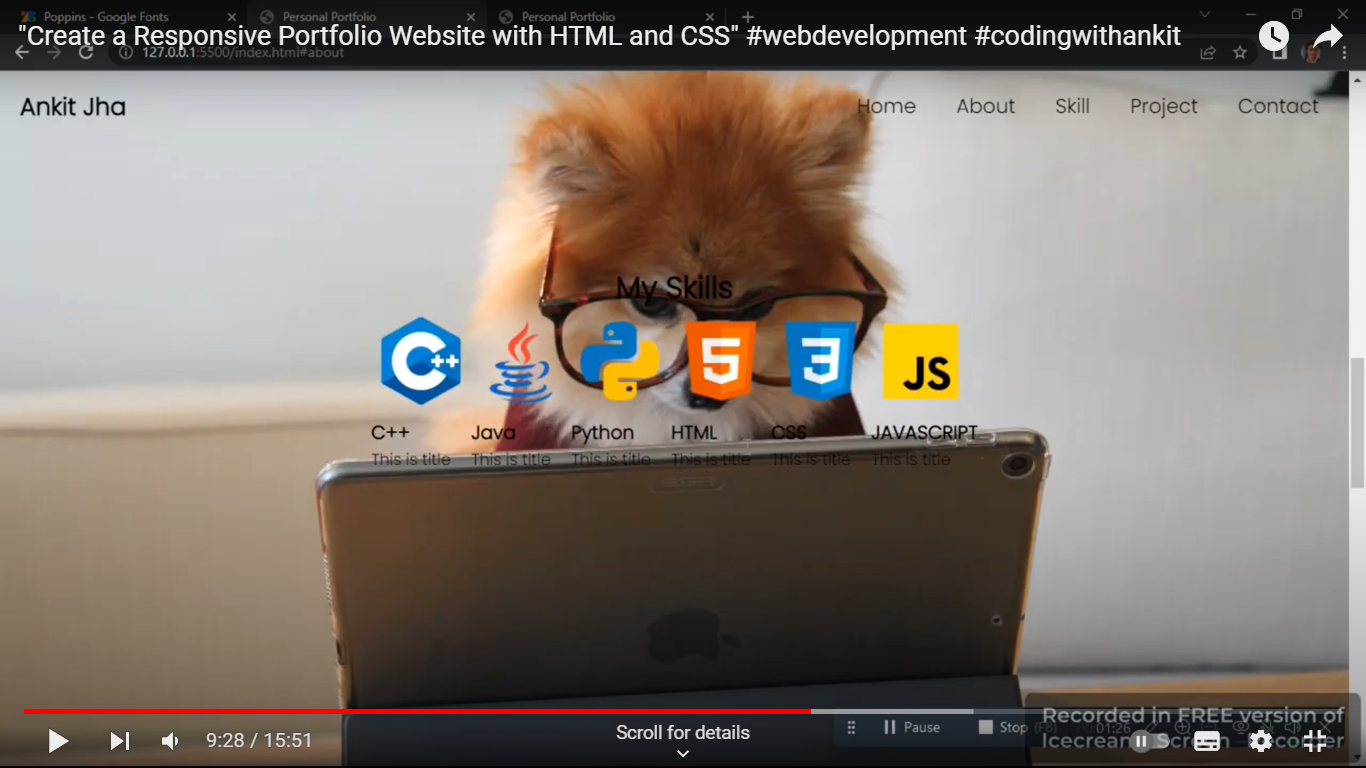 Poppins - Google Fonts
Personal Portfolio
Personal Portfolio
"Create a Responsive Portfolio Website with HTML and CSS" #webdevelopment #codingwithankit
127.0.0.1:5500/index.html#about
Ankit Jha
Home
About
Skill
Project
Contact
My Skills
C++
5
3
JS
C++
Java
Python
HTML
CSS
JAVASCRIPT
This is title
This is title
This is title
This is title
This is title
This is title
Scroll for details
9:28 / 15:51
Pause
Stop (F8)
01:26
Recorded in FREE version of
Icecream Screen Recorder